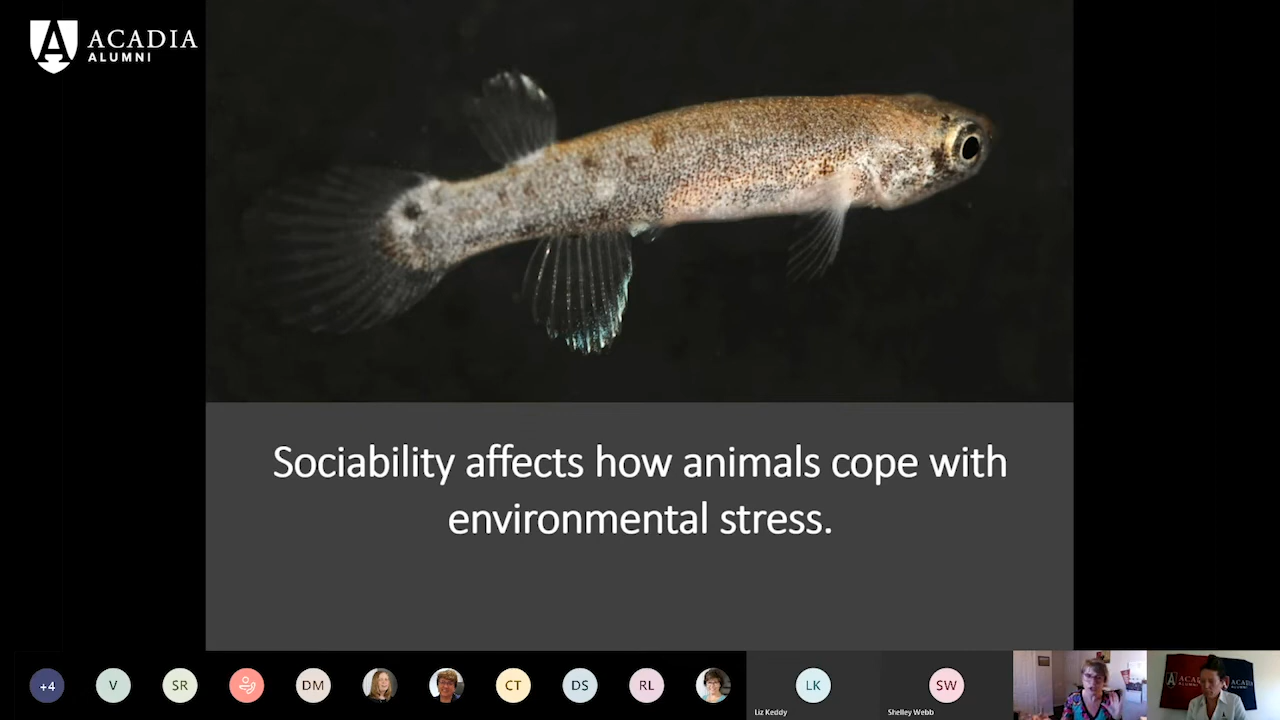 ACADIA
ALUMNI
Sociability affects how animals cope with
environmental stress.
+4
V
SR
DM
CT
DS
RL
LK
Liz Keddy
SW
Shelley Webb